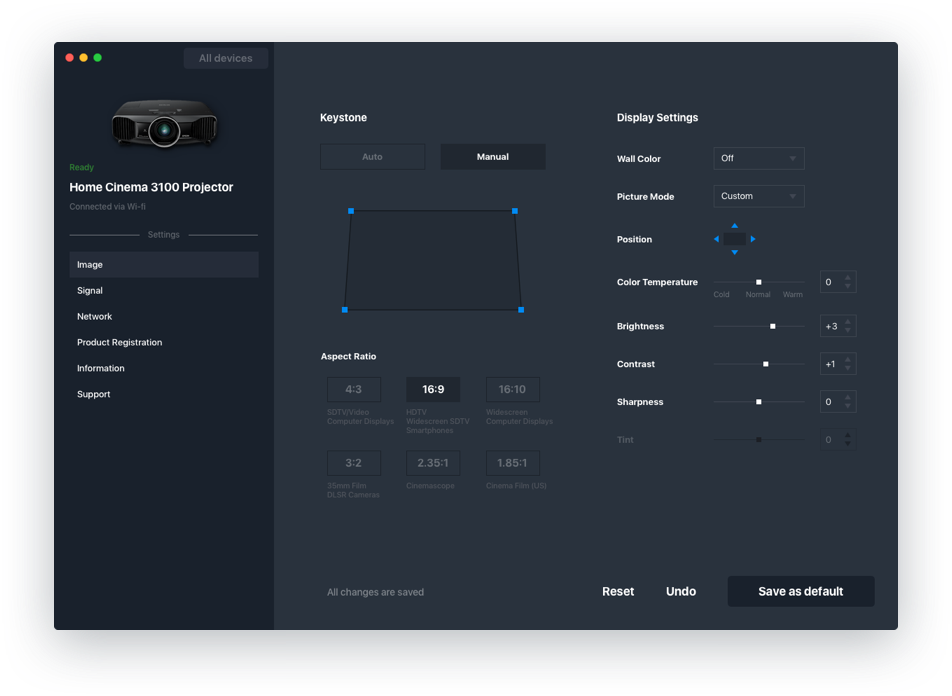 All devices
Ready
Home Cinema 3100 Projector
Connected via Wi-fi
Settings
Image
Signal
Network
Product Registration
Information
Support
Keystone
Auto
Manual
Aspect Ratio
4:3
SDTV/Video
Computer Displays
16:9
HDTV
Widescreen SDTV
Smartphones
16:10
Widescreen
Computer Displays
3:2
35mm Film
DLSR Cameras
2.35:1
Cinemascope
1.85:1
Cinema Film (US)
Display Settings
Wall Color
Off
Picture Mode
Custom
Position
Color Temperature
0
Cold Normal Warm
Brightness
+3
Contrast
+1
Sharpness
0
Tint
0
All changes are saved
Reset
Undo
Save as default